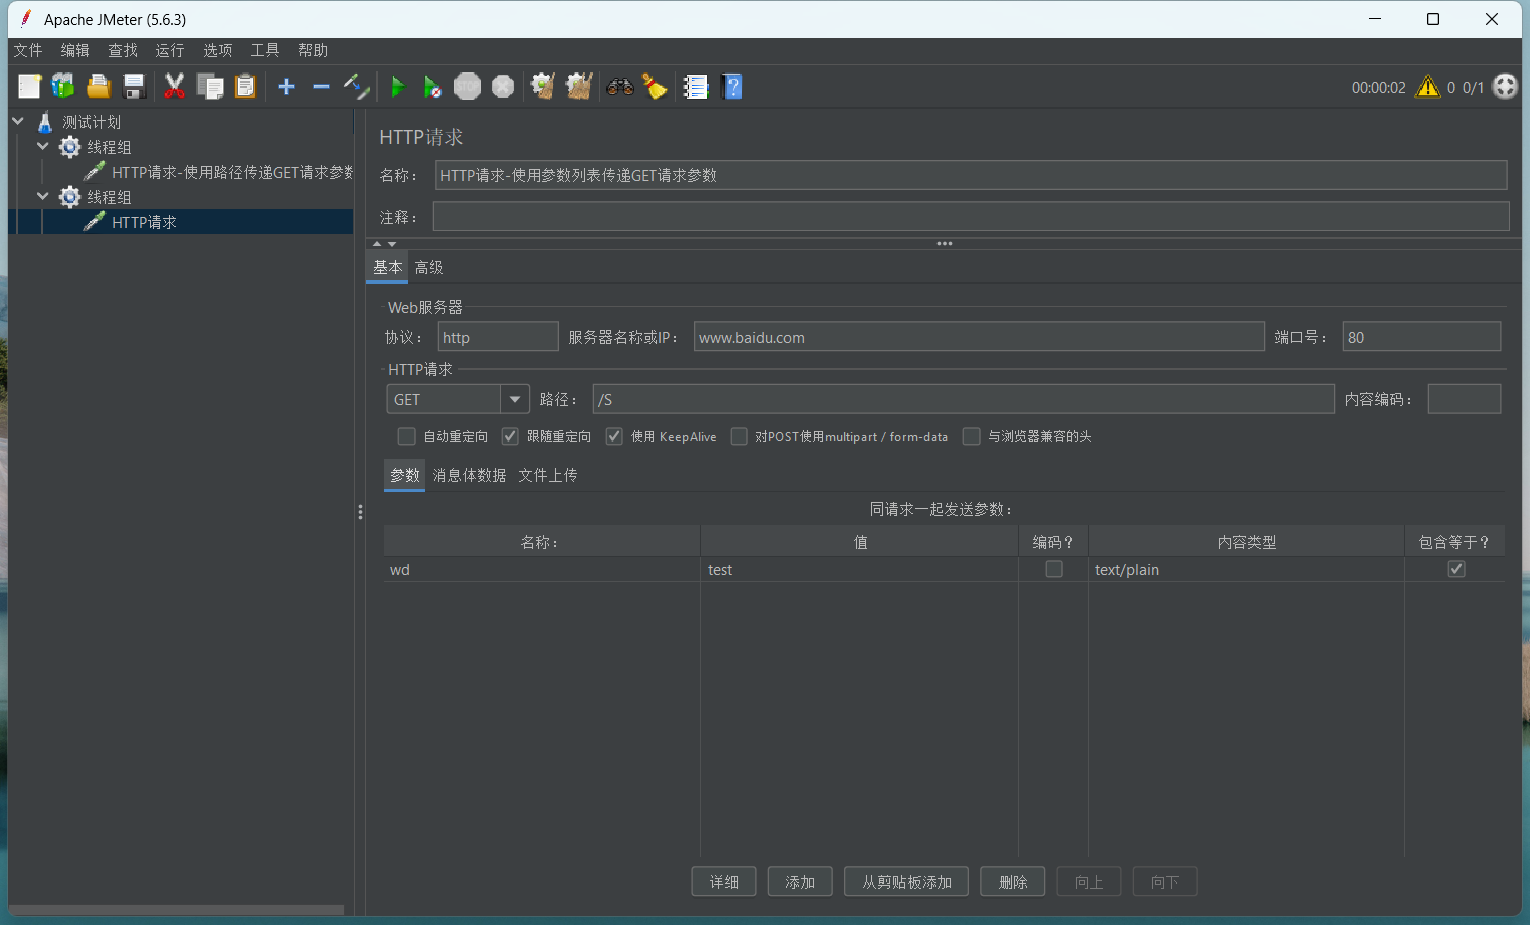 Apache JMeter (5.6.3)
文件 编辑 查找 运行 选项 工具 帮助
STOP
00:00:02 0 0/1
测试计划
线程组
HTTP请求-使用路径传递GET请求参数
线程组
HTTP请求
HTTP请求
名称： HTTP请求-使用参数列表传递GET请求参数
注释：
基本 高级
Web服务器
协议： http 服务器名称或IP： www.baidu.com 端口号： 80
HTTP请求
GET 路径： /S 内容编码：
自动重定向 跟随重定向 使用 KeepAlive 对POST使用multipart / form-data 与浏览器兼容的头
参数 消息体数据 文件上传
同请求一起发送参数：
名称： 值 编码？ 内容类型 包含等于？
wd test text/plain
详细 添加 从剪贴板添加 删除 向上 向下